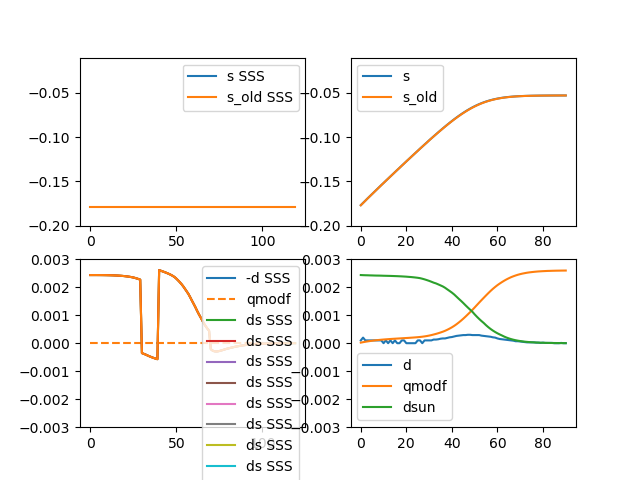 s SSS
s_old SSS
−0.05
−0.10
−0.15
−0.20
0
50
100
s
s_old
−0.05
−0.10
−0.15
−0.20
0
20
40
60
80
0.003
0.002
0.001
0.000
−0.001
−0.002
−0.003
0
50
100
-d SSS
qmodf
ds SSS
ds SSS
ds SSS
ds SSS
ds SSS
ds SSS
ds SSS
ds SSS
0.003
0.002
0.001
0.000
0.001
0.002
0.003
0
20
40
60
80
d
qmodf
dsun